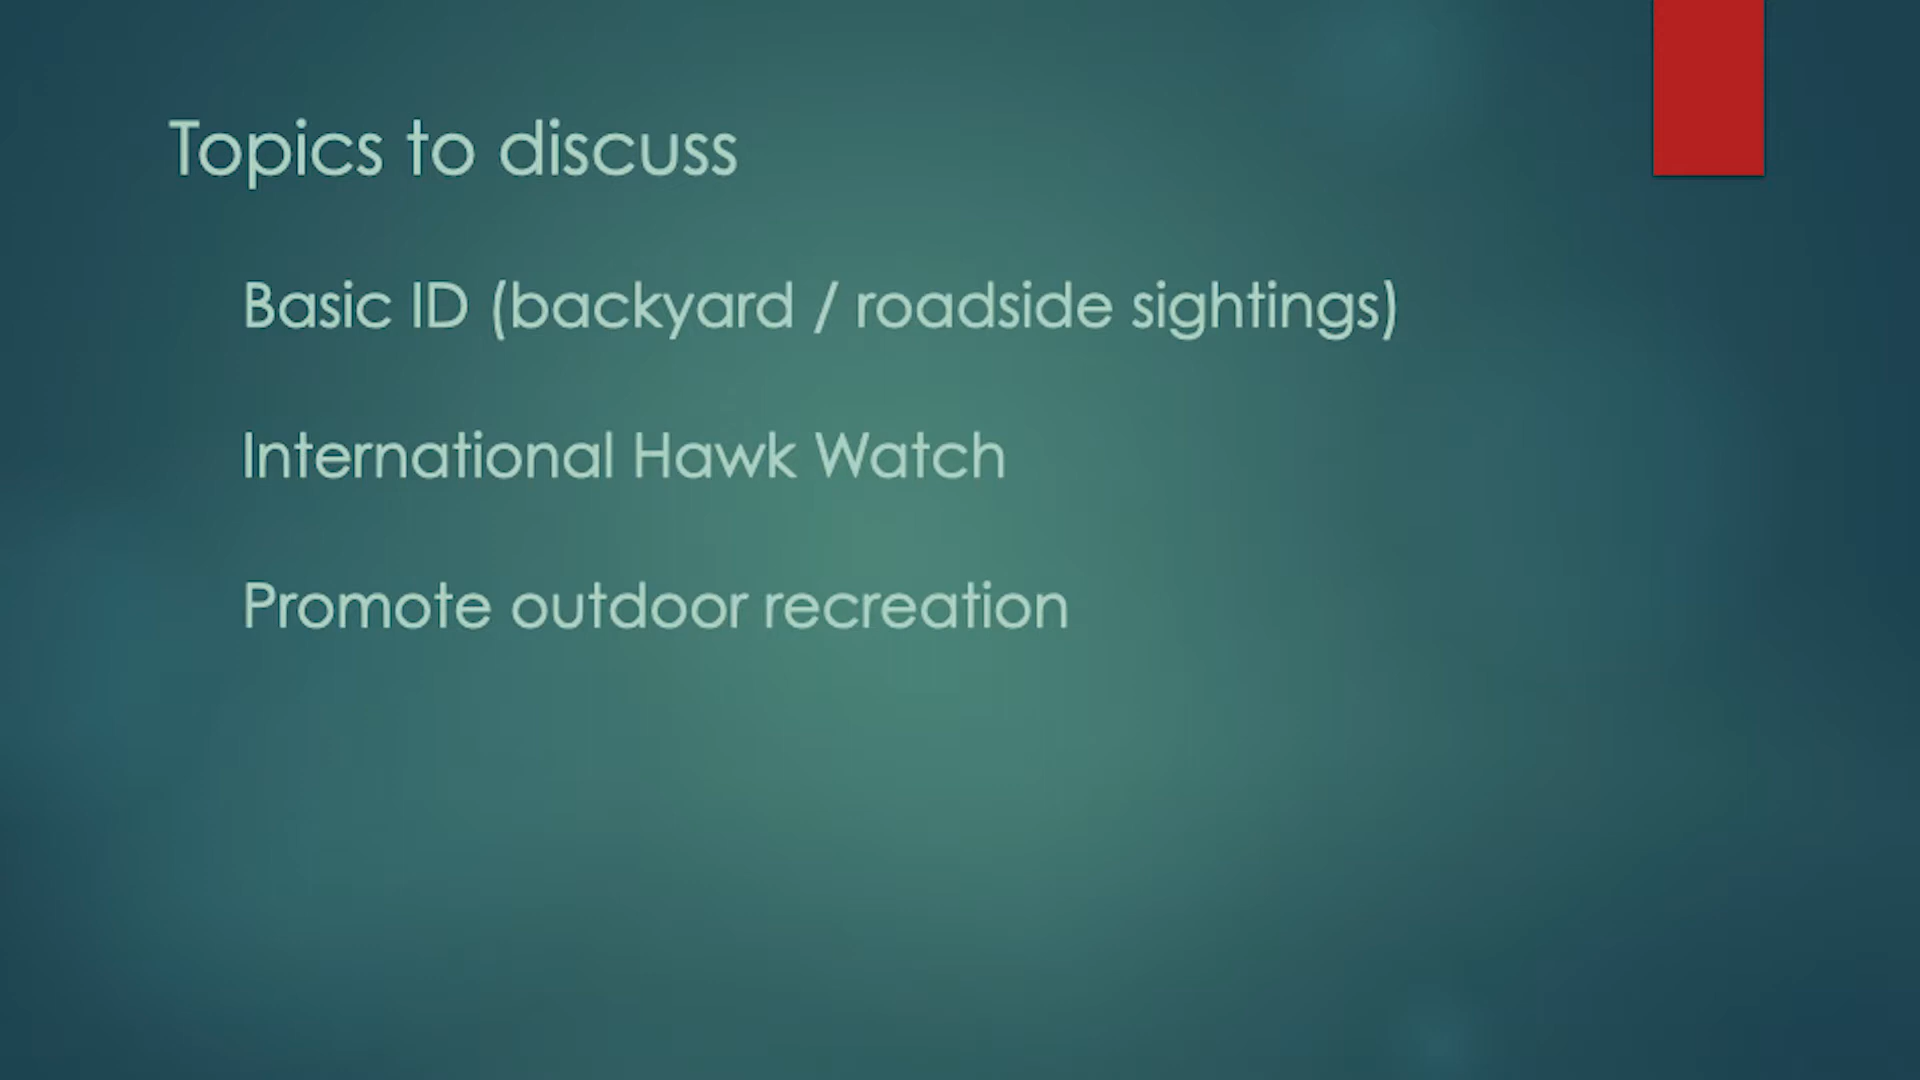 Topics to discuss
Basic ID (backyard / roadside sightings)
International Hawk Watch
Promote outdoor recreation